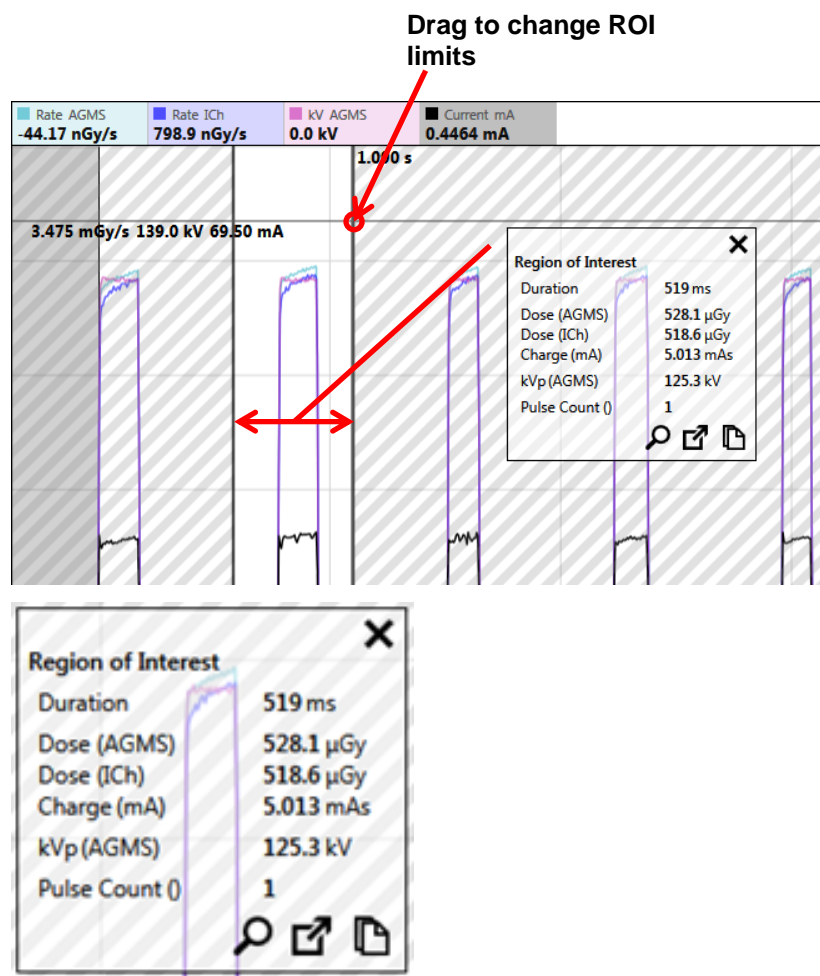 Drag to change ROI
limits
Rate AGMS Rate ICh kV AGMS Current mA
-44.17 nGy/s 798.9 nGy/s 0.0 kV 0.4464 mA
1.000 s
3.475 mGy/s 139.0 kV 69.50 mA
Region of Interest
Duration 519 ms
Dose (AGMS) 528.1 µGy
Dose (ICh) 518.6 µGy
Charge (mA) 5.013 mAs
kVp (AGMS) 125.3 kV
Pulse Count () 1
Region of Interest
Duration 519 ms
Dose (AGMS) 528.1 µGy
Dose (ICh) 518.6 µGy
Charge (mA) 5.013 mAs
kVp (AGMS) 125.3 kV
Pulse Count () 1